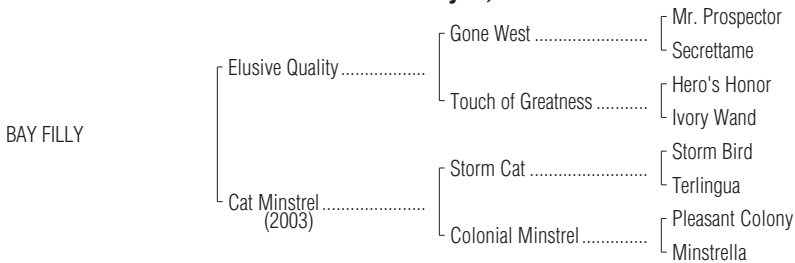 Mr. Prospector
Gone West ........................
Secrettame
Elusive Quality..................
Hero's Honor
Touch of Greatness ...........
Ivory Wand
BAY FILLY
Storm Bird
Storm Cat .........................
Terlingua
Cat Minstrel ......................
(2003)
Pleasant Colony
Colonial Minstrel..............
Minstrella